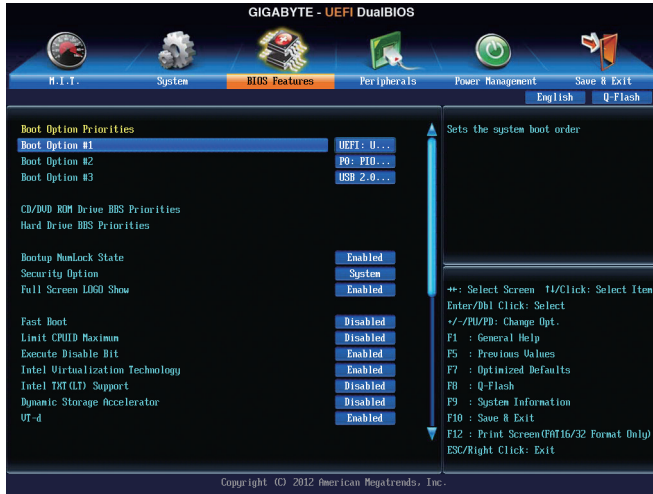 GIGABYTE - UEFI DualBIOS
M.I.T. System BIOS Features Peripherals Power Management Save & Exit
English Q-Flash
Boot Option Priorities
Boot Option #1 UEFI: U...
Boot Option #2 P0: PIO...
Boot Option #3 USB 2.0...
CD/DVD ROM Drive BBS Priorities
Hard Drive BBS Priorities
Bootup NumLock State Enabled
Security Option System
Full Screen LOGO Show Enabled
Fast Boot Disabled
Limit CPUID Maximum Disabled
Execute Disable Bit Enabled
Intel Virtualization Technology Enabled
Intel TXT(LT) Support Disabled
Dynamic Storage Accelerator Disabled
VT-d Enabled
Sets the system boot order
→←: Select Screen ↑↓/Click: Select Item
Enter/Dbl Click: Select
+/-/PU/PD: Change Opt.
F1 : General Help
F5 : Previous Values
F7 : Optimized Defaults
F8 : Q-Flash
F9 : System Information
F10 : Save & Exit
F12 : Print Screen(FAT16/32 Format Only)
ESC/Right Click: Exit
Copyright (C) 2012 American Megatrends, Inc.